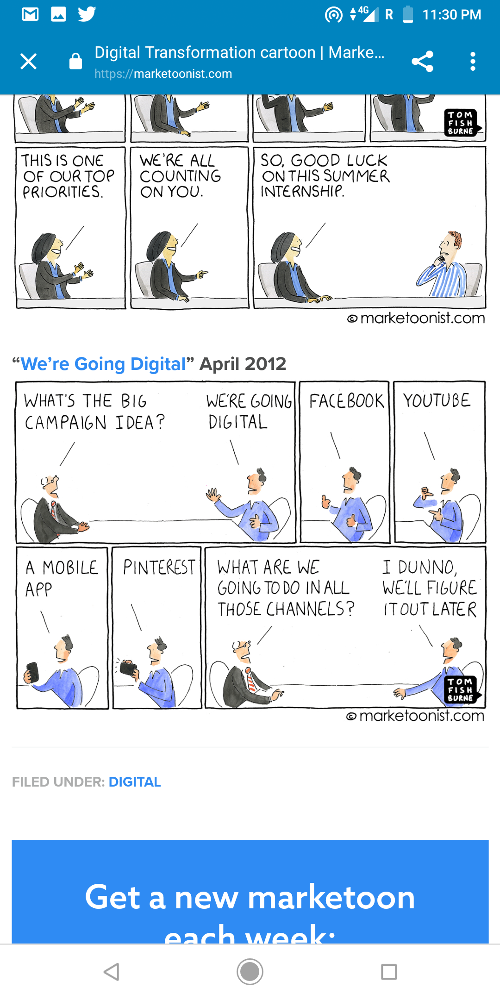 4G R 11:30 PM
Digital Transformation cartoon | Marke...
https://marketoonist.com
TOM
FISH
BURNE
THIS IS ONE
OF OUR TOP
PRIORITIES.
WE'RE ALL
COUNTING
ON YOU.
SO, GOOD LUCK
ON THIS SUMMER
INTERNSHIP.
© marketoonist.com
“We’re Going Digital” April 2012
WHAT'S THE BIG
CAMPAIGN IDEA?
WE'RE GOING
DIGITAL
FACEBOOK
YOUTUBE
A MOBILE
APP
PINTEREST
WHAT ARE WE
GOING TO DO IN ALL
THOSE CHANNELS?
I DUNNO,
WE'LL FIGURE
IT OUT LATER
TOM
FISH
BURNE
© marketoonist.com
FILED UNDER: DIGITAL
Get a new marketoon
each week: